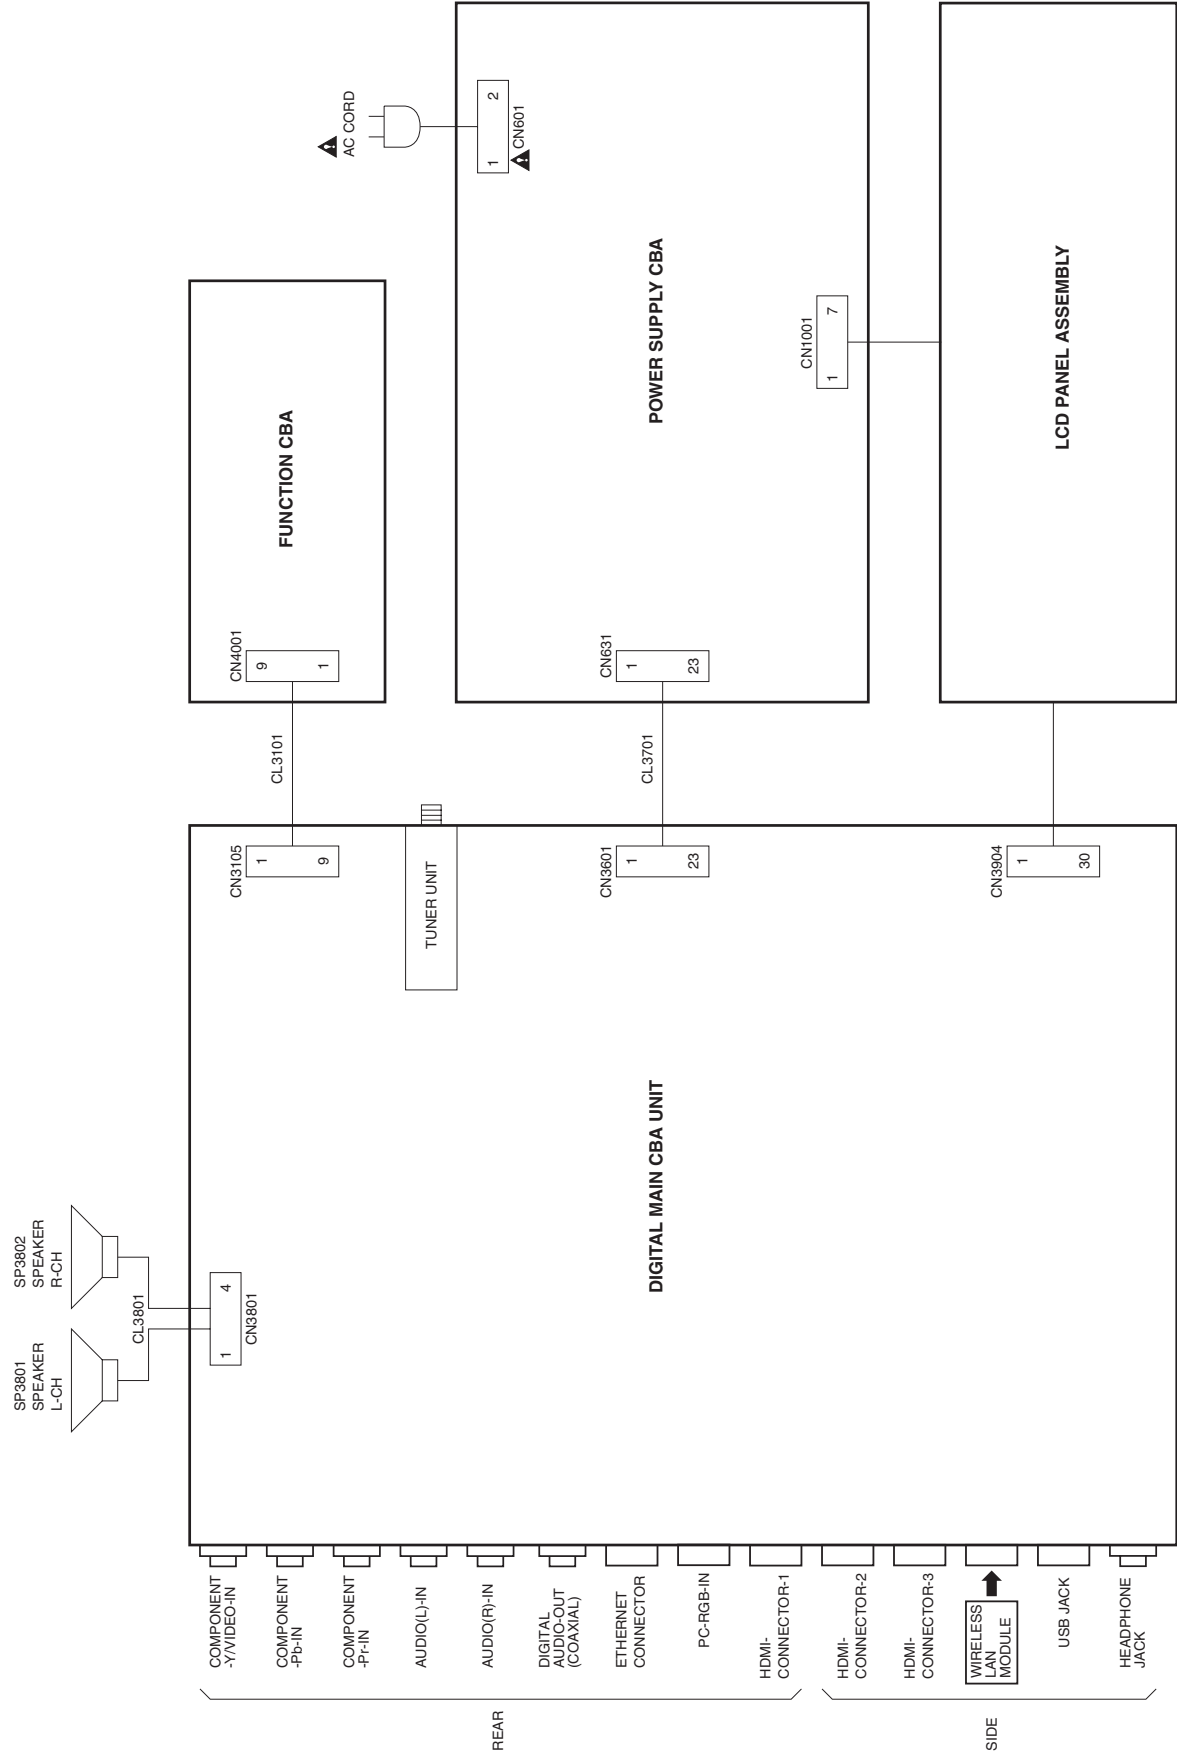 SP3801
SPEAKER
L-CH
SP3802
SPEAKER
R-CH
CL3801
1
4
CN3801
AC CORD
1
2
CN601
COMPONENT
-Y/VIDEO-IN
COMPONENT
-Pb-IN
COMPONENT
-Pr-IN
AUDIO(L)-IN
AUDIO(R)-IN
DIGITAL
AUDIO-OUT
(COAXIAL)
ETHERNET
CONNECTOR
PC-RGB-IN
HDMI-
CONNECTOR-1
HDMI-
CONNECTOR-2
HDMI-
CONNECTOR-3
WIRELESS
LAN
MODULE
USB JACK
HEADPHONE
JACK
REAR
SIDE
DIGITAL MAIN CBA UNIT
TUNER UNIT
CN3105
1
9
CL3101
CN4001
9
1
FUNCTION CBA
CN3601
1
23
CL3701
CN631
1
23
POWER SUPPLY CBA
CN1001
1
7
CN3904
1
30
LCD PANEL ASSEMBLY